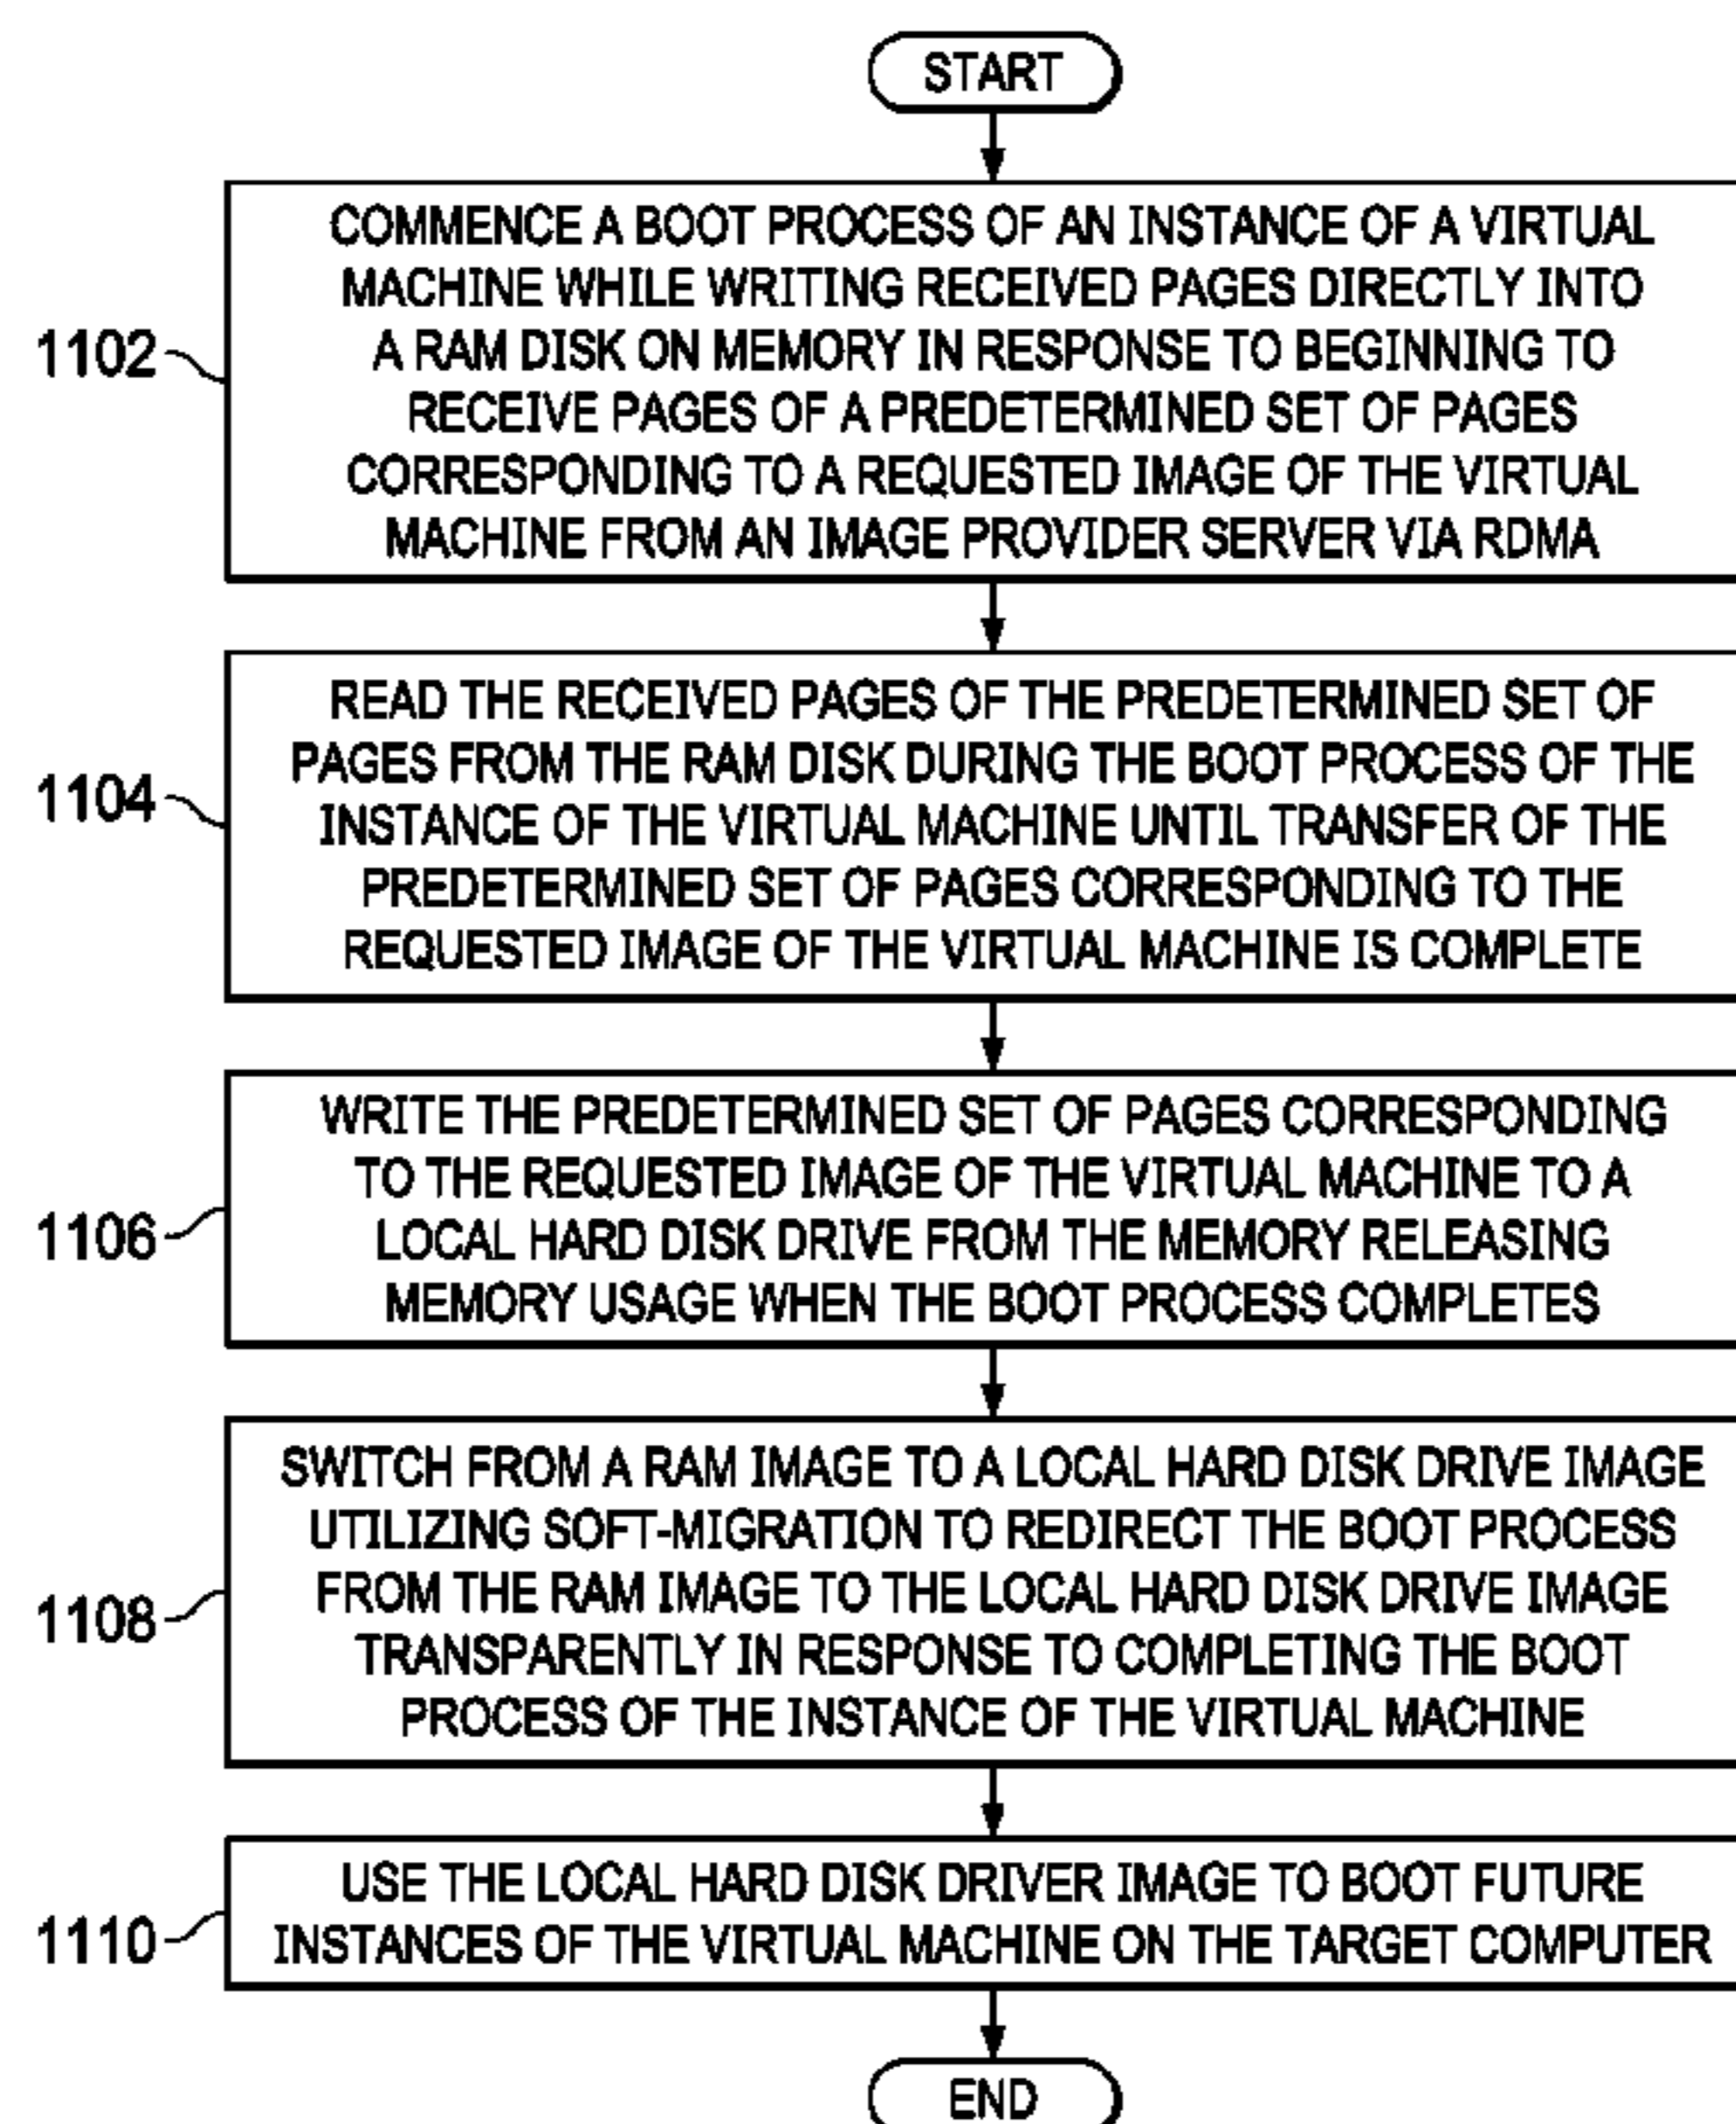 START
COMMENCE A BOOT PROCESS OF AN INSTANCE OF A VIRTUAL
MACHINE WHILE WRITING RECEIVED PAGES DIRECTLY INTO
A RAM DISK ON MEMORY IN RESPONSE TO BEGINNING TO
RECEIVE PAGES OF A PREDETERMINED SET OF PAGES
CORRESPONDING TO A REQUESTED IMAGE OF THE VIRTUAL
MACHINE FROM AN IMAGE PROVIDER SERVER VIA RDMA
1102
READ THE RECEIVED PAGES OF THE PREDETERMINED SET OF
PAGES FROM THE RAM DISK DURING THE BOOT PROCESS OF THE
INSTANCE OF THE VIRTUAL MACHINE UNTIL TRANSFER OF THE
PREDETERMINED SET OF PAGES CORRESPONDING TO THE
REQUESTED IMAGE OF THE VIRTUAL MACHINE IS COMPLETE
1104
WRITE THE PREDETERMINED SET OF PAGES CORRESPONDING
TO THE REQUESTED IMAGE OF THE VIRTUAL MACHINE TO A
LOCAL HARD DISK DRIVE FROM THE MEMORY RELEASING
MEMORY USAGE WHEN THE BOOT PROCESS COMPLETES
1106
SWITCH FROM A RAM IMAGE TO A LOCAL HARD DISK DRIVE IMAGE
UTILIZING SOFT-MIGRATION TO REDIRECT THE BOOT PROCESS
FROM THE RAM IMAGE TO THE LOCAL HARD DISK DRIVE IMAGE
TRANSPARENTLY IN RESPONSE TO COMPLETING THE BOOT
PROCESS OF THE INSTANCE OF THE VIRTUAL MACHINE
1108
USE THE LOCAL HARD DISK DRIVER IMAGE TO BOOT FUTURE
INSTANCES OF THE VIRTUAL MACHINE ON THE TARGET COMPUTER
1110
END